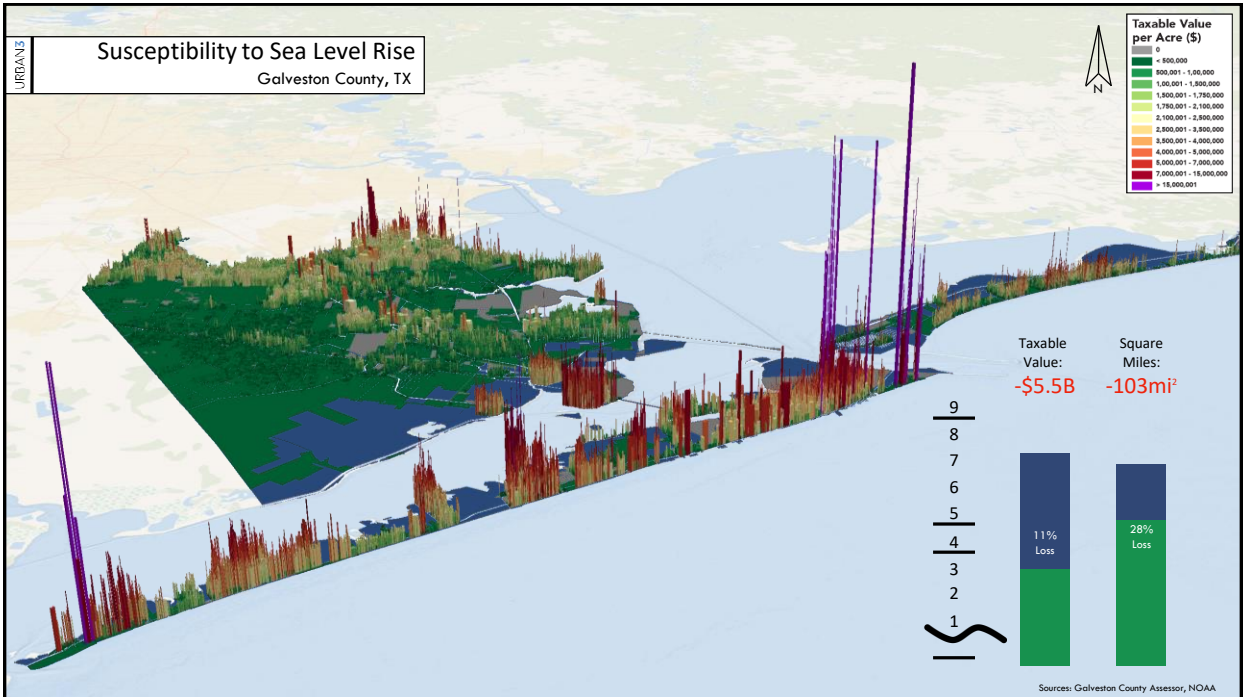 URBAN3
Susceptibility to Sea Level Rise
Galveston County, TX
N
Taxable Value
per Acre ($)
0
< 500,000
500,001 - 1,00,000
1,00,001 - 1,500,000
1,500,001 - 1,750,000
1,750,001 - 2,100,000
2,100,001 - 2,500,000
2,500,001 - 3,500,000
3,500,001 - 4,000,000
4,000,001 - 5,000,000
5,000,001 - 7,000,000
7,000,001 - 15,000,000
> 15,000,001
Taxable
Value:
-$5.5B
Square
Miles:
-103mi²
9
8
7
6
5
4
3
2
1
11%
Loss
28%
Loss
Sources: Galveston County Assessor, NOAA